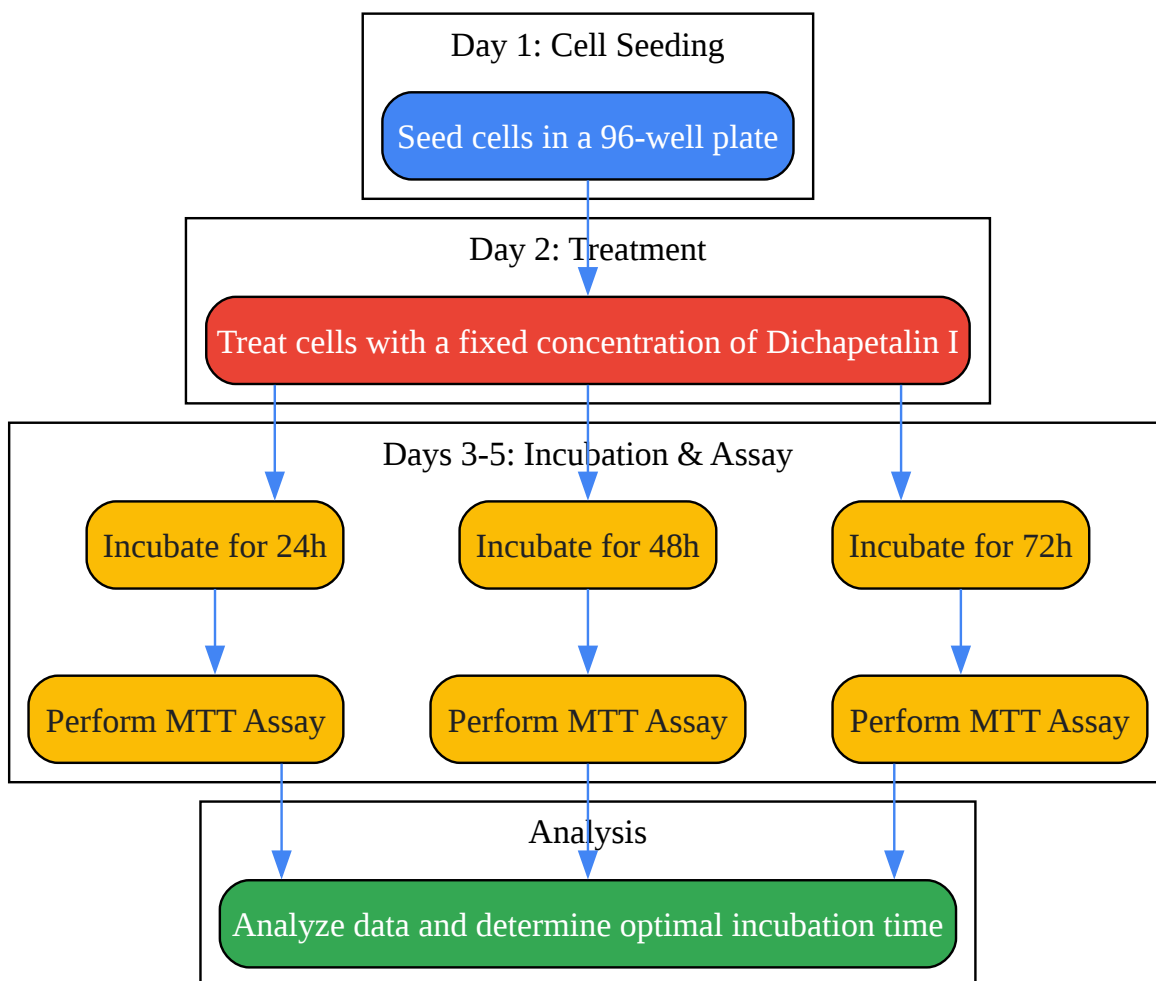 Day 1: Cell Seeding
Seed cells in a 96-well plate
Day 2: Treatment
Treat cells with a fixed concentration of Dichapetalin I
Days 3-5: Incubation & Assay
Incubate for 24h
Incubate for 48h
Incubate for 72h
Perform MTT Assay
Perform MTT Assay
Perform MTT Assay
Analysis
Analyze data and determine optimal incubation time